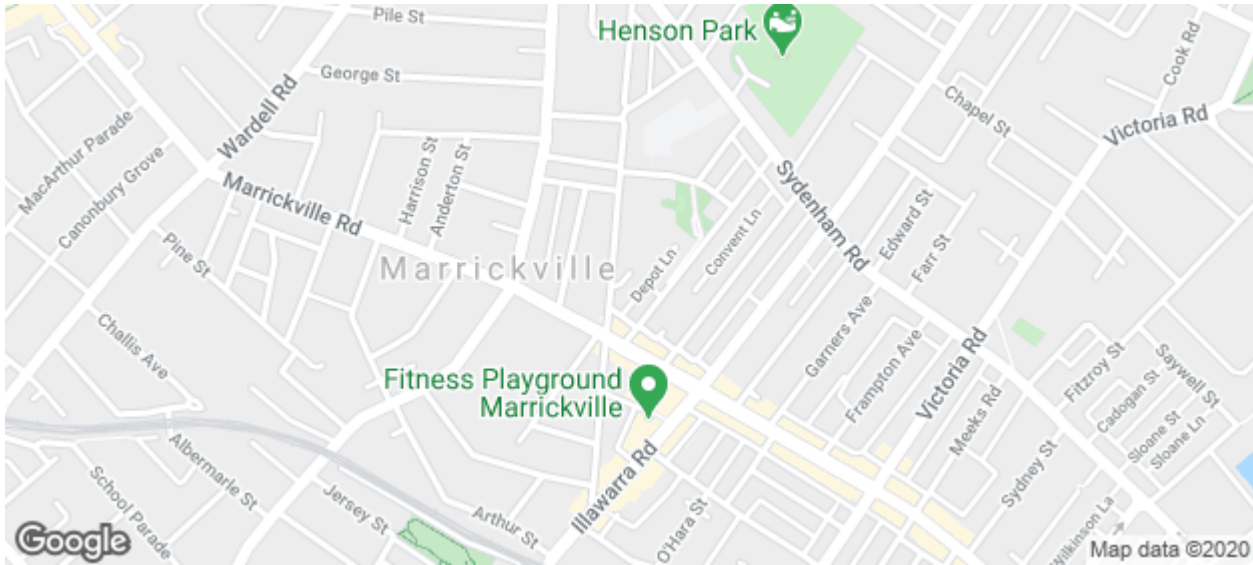 Pile St
Henson Park
George St
Cook Rd
Chapel St
Victoria Rd
Wardell Rd
MacArthur Parade
Canonbury Grove
Marrickville Rd
Harrison St
Anderton St
Sydenham Rd
Edward St
Farr St
Convent Ln
Depot Ln
Pine St
Marrickville
Garners Ave
Frampton Ave
Victoria Rd
Challis Ave
Fitness Playground
Marrickville
Fitzroy St
Saywell St
Cadogan St
Sloane St
Sloane Ln
Meeks Rd
Sydney St
Albermarle St
School Parade
Jersey St
Arthur St
Illawarra Rd
O'Hara St
Wilkinson La
Google
Map data ©2020